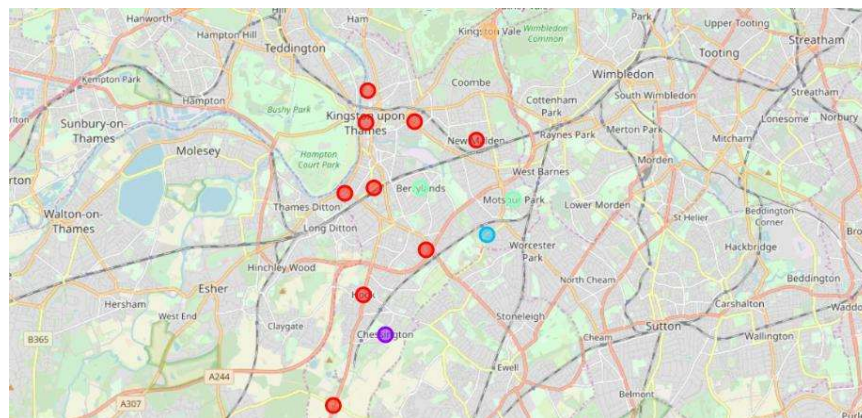 Hanworth
Ham
Kingston Vale
Wimbledon
Common
Park
Upper Tooting
Hampton Hill
Teddington
Tooting
Streatham
Kempton Park
Coombe
Wimbledon
Hampton
Bushy Park
South Wimbledon
Streatham
Cottenham
Park
Lonesome
Norbury
Sunbury-on-
Thames
Kingston upon
Thames
New Malden
Raynes Park
Merton Park
Mitcham
Molesey
Hampton
Court Park
Morden
West Barnes
Berrylands
Motspur Park
Beddington
Corner
Walton-on-
Thames
Thames Ditton
Lower Morden
St Helier
Long Ditton
Worcester
Park
Hackbridge
Hinchley Wood
North Cheam
Beddington
Esher
Hook
Hersham
West End
Claygate
Stoneleigh
Carshalton
Waddo
Chessington
Cheam
Sutton
Wallington
B365
Ewell
A244
Belmont
A307